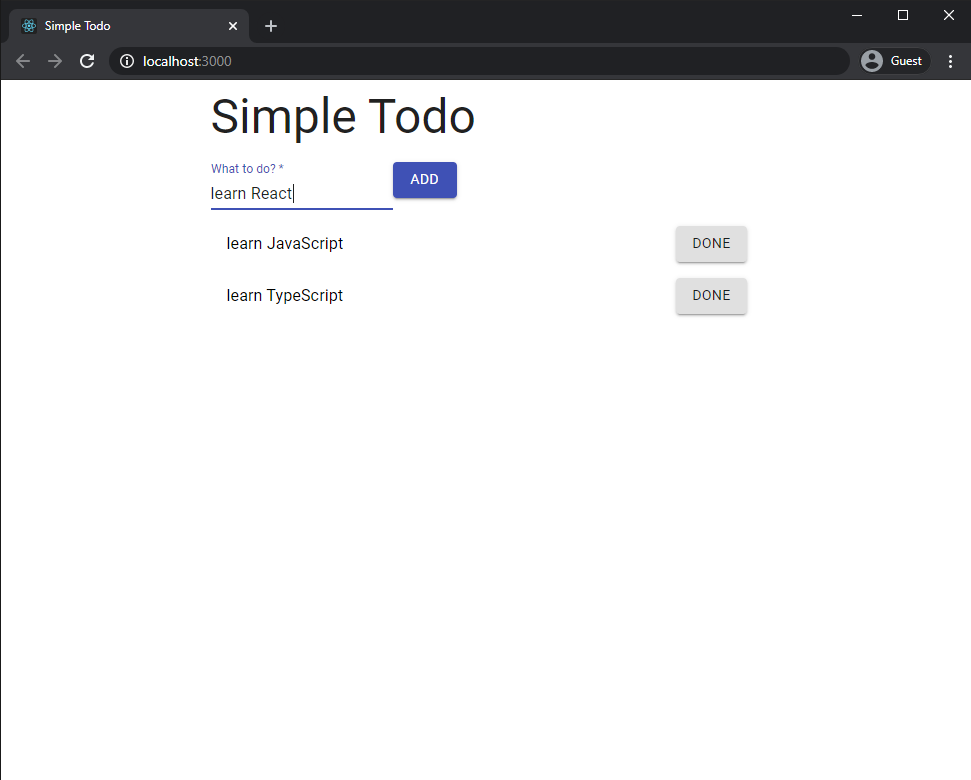 Simple Todo
localhost:3000
Guest
Simple Todo
What to do? *
learn React
ADD
learn JavaScript
DONE
learn TypeScript
DONE